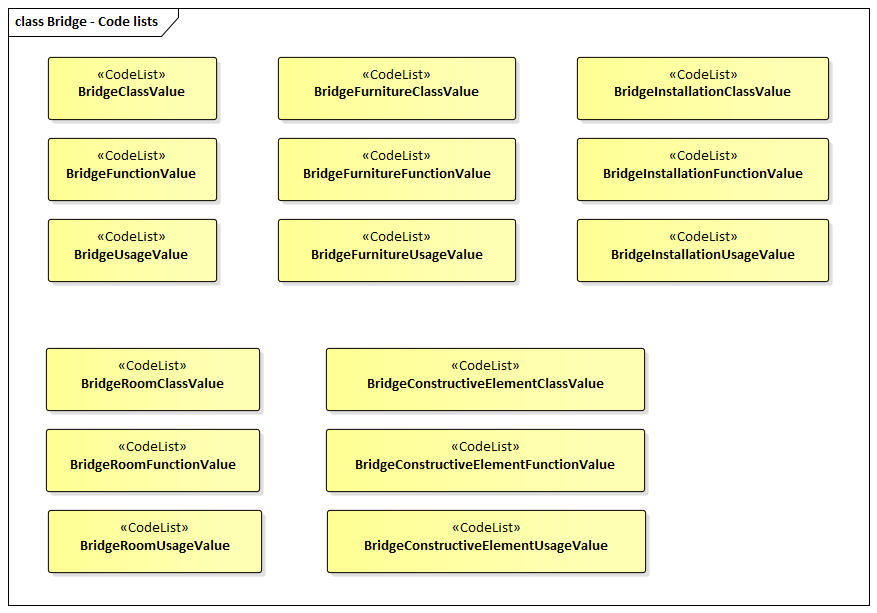 class Bridge - Code lists
«CodeList»
BridgeClassValue
«CodeList»
BridgeFurnitureClassValue
«CodeList»
BridgeInstallationClassValue
«CodeList»
BridgeFunctionValue
«CodeList»
BridgeFurnitureFunctionValue
«CodeList»
BridgeInstallationFunctionValue
«CodeList»
BridgeUsageValue
«CodeList»
BridgeFurnitureUsageValue
«CodeList»
BridgeInstallationUsageValue
«CodeList»
BridgeRoomClassValue
«CodeList»
BridgeConstructiveElementClassValue
«CodeList»
BridgeRoomFunctionValue
«CodeList»
BridgeConstructiveElementFunctionValue
«CodeList»
BridgeRoomUsageValue
«CodeList»
BridgeConstructiveElementUsageValue